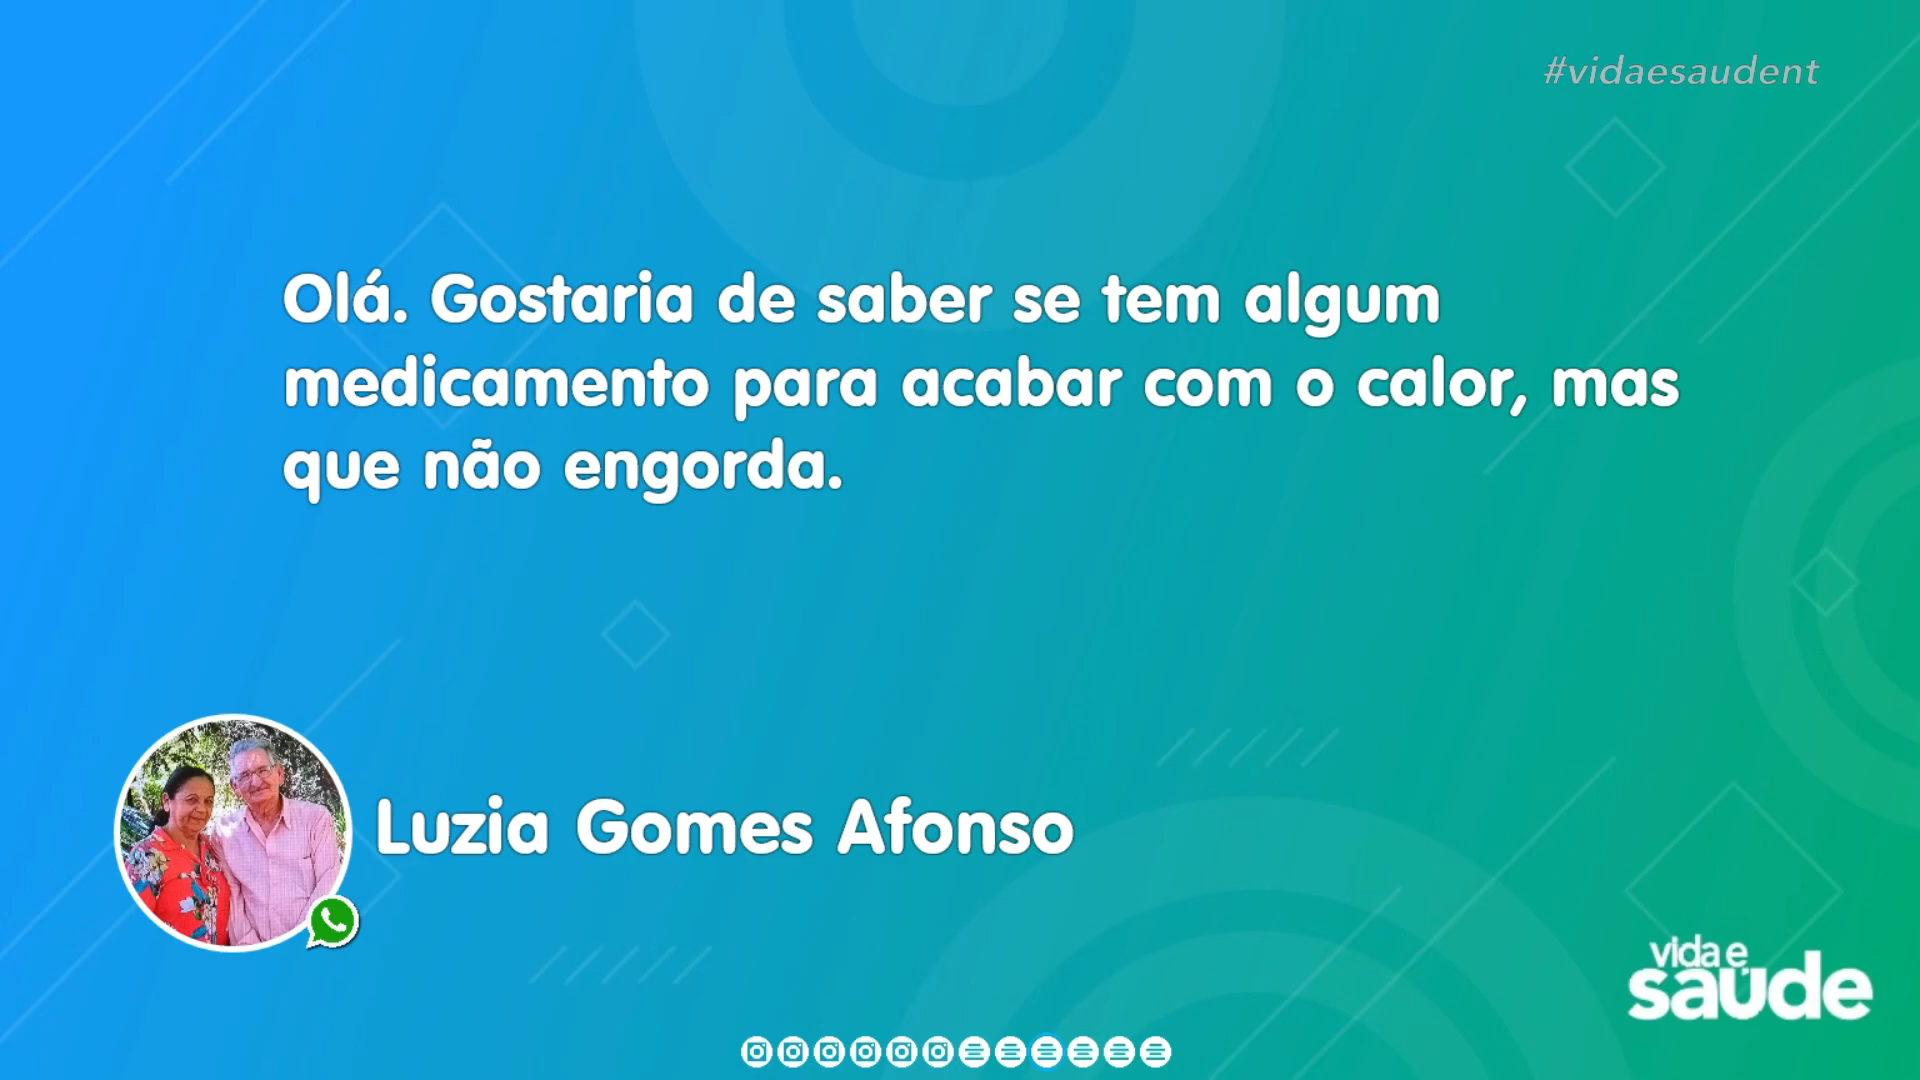 #vidaesaudent
Olá. Gostaria de saber se tem algum
medicamento para acabar com o calor, mas
que não engorda.
Luzia Gomes Afonso
vida e
saúde